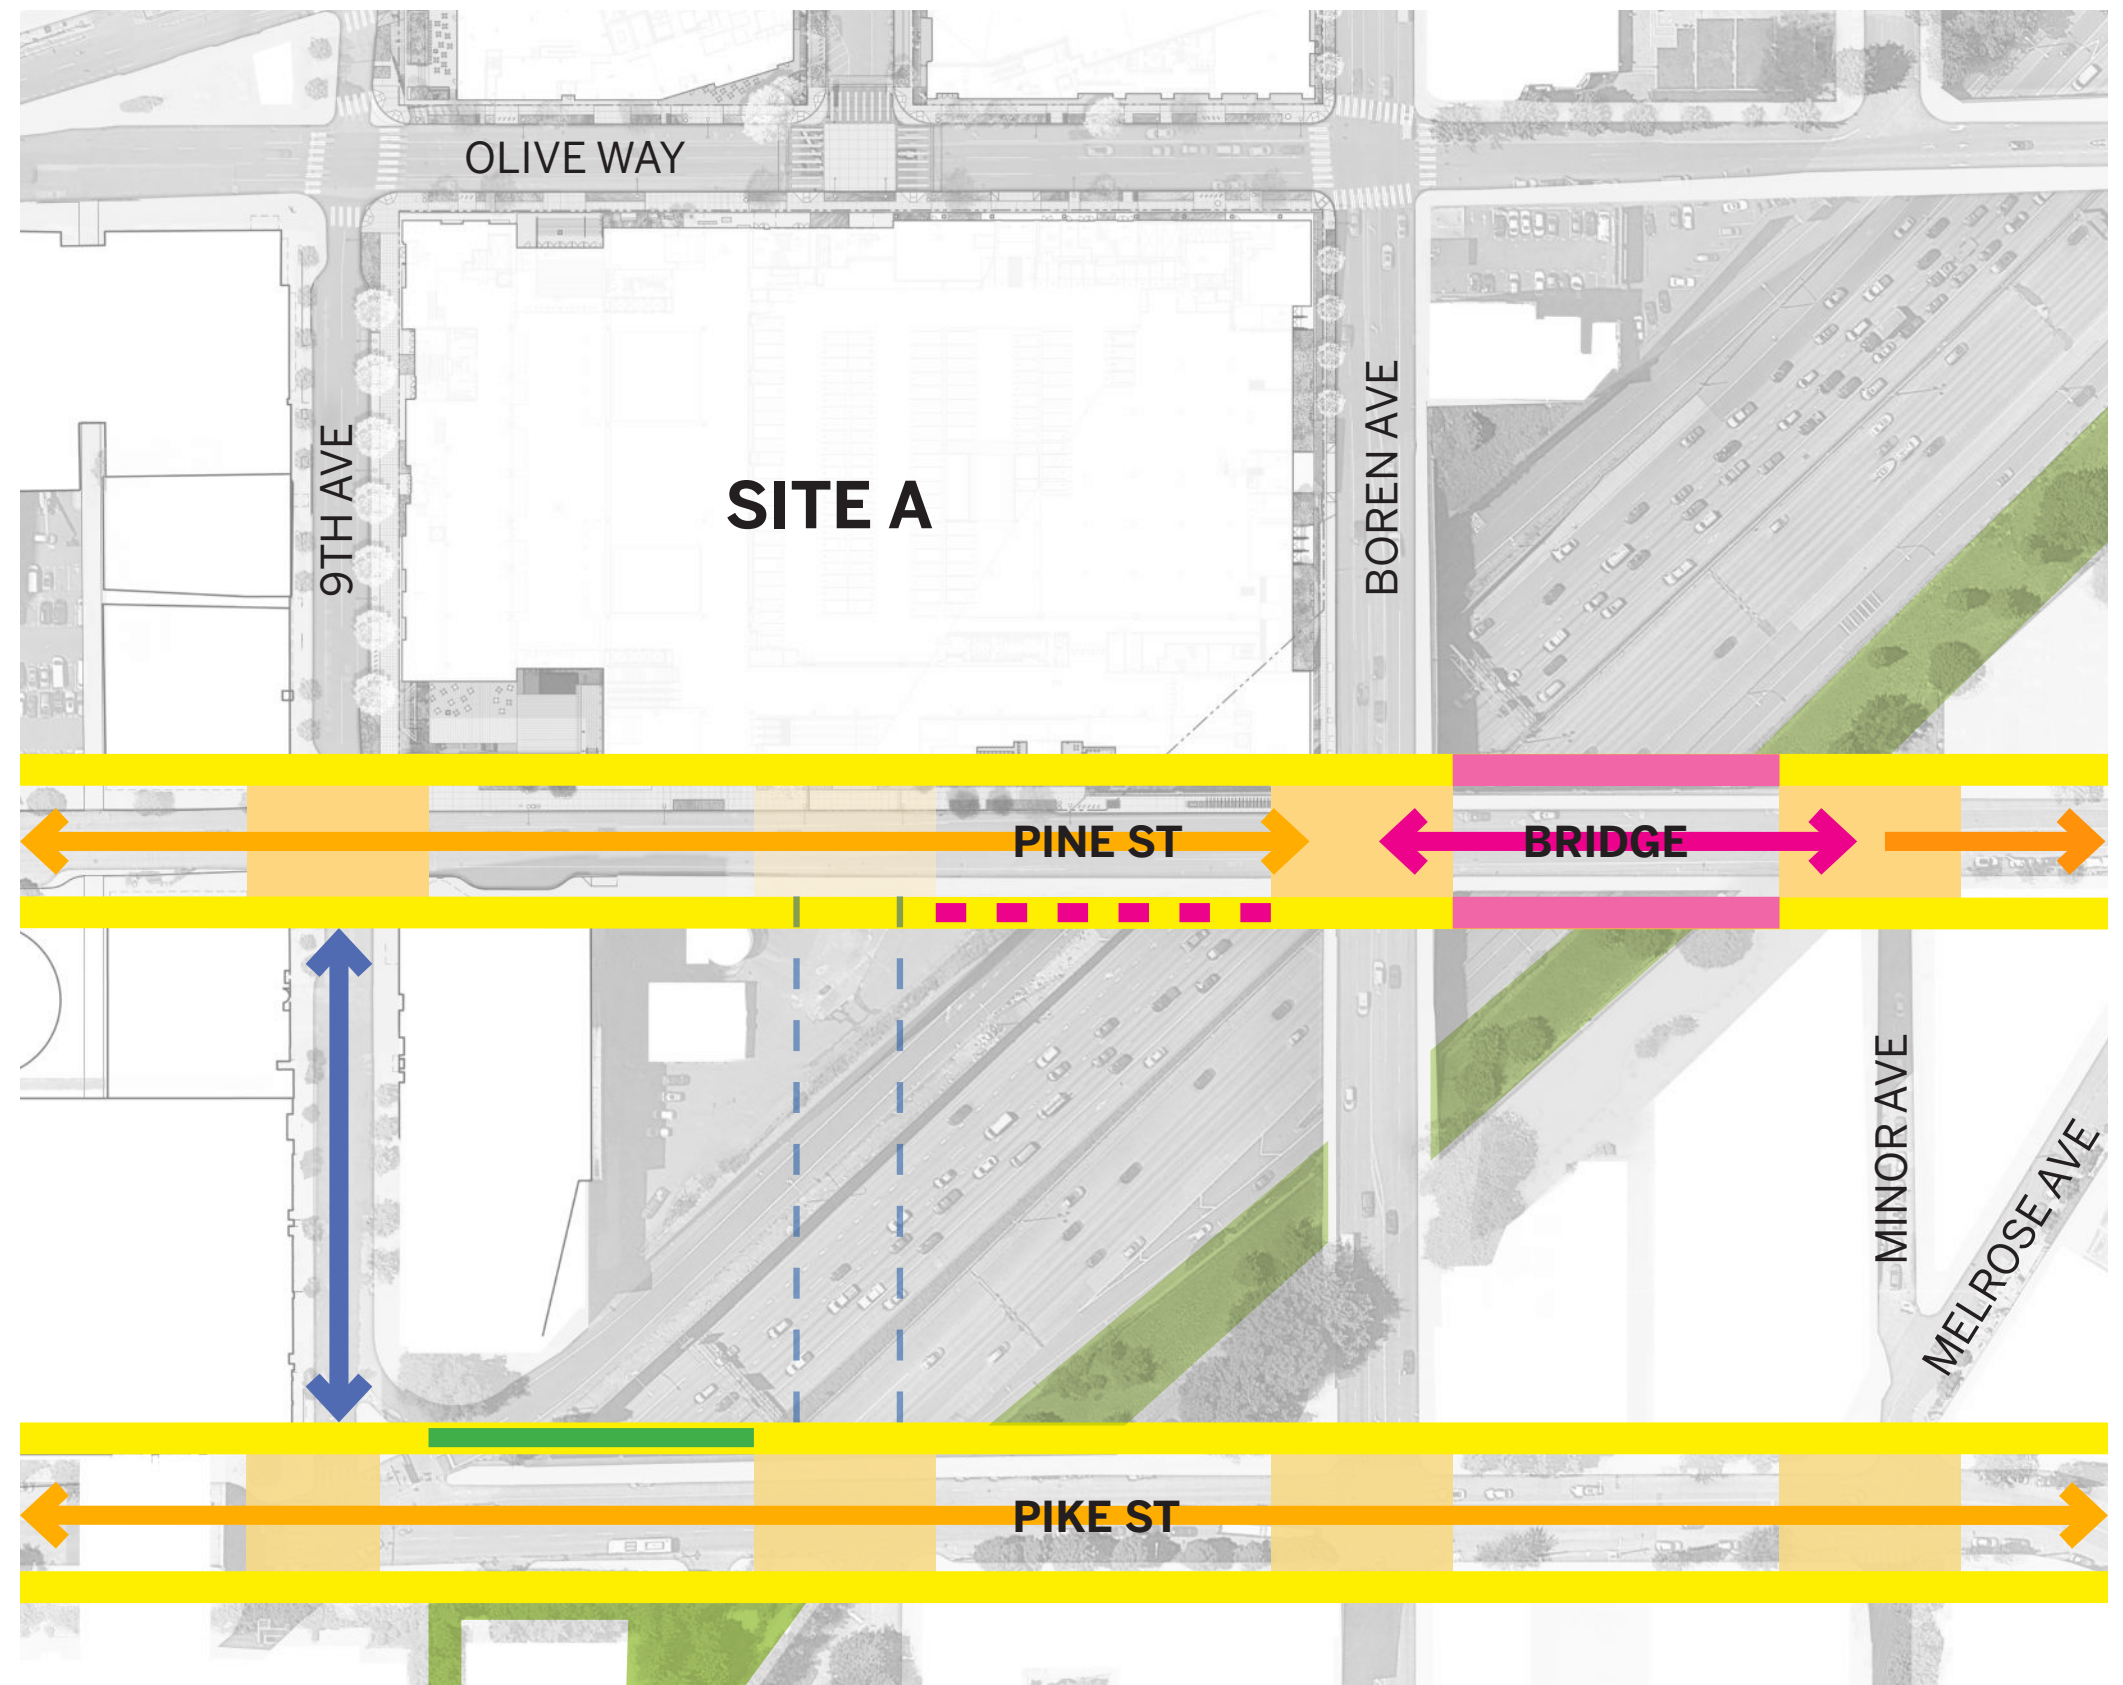 OLIVE WAY
9TH AVE
SITE A
BOREN AVE
PINE ST
BRIDGE
MINOR AVE
MELROSE AVE
PIKE ST